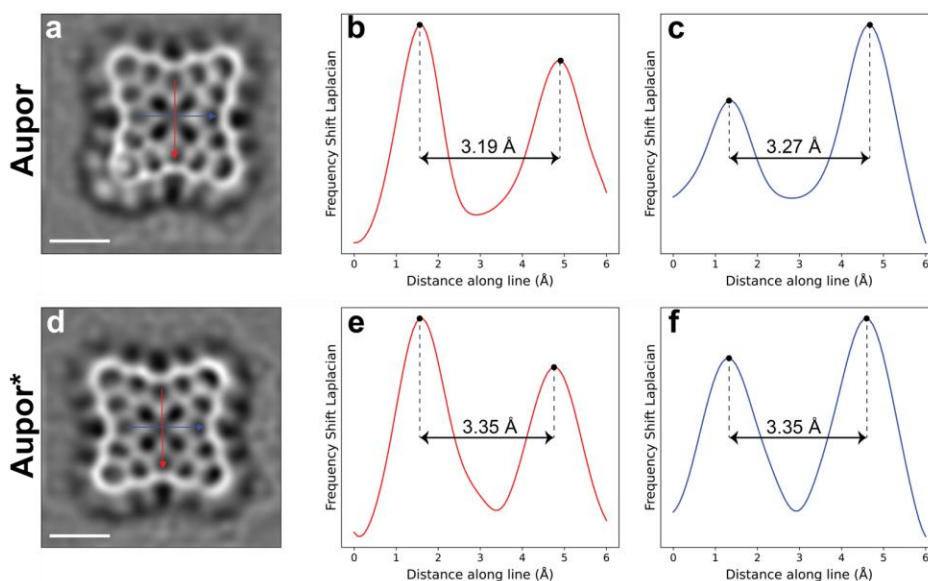 Aupor
a
b
Frequency Shift Laplacian
3.19 Å
0 1 2 3 4 5 6
Distance along line (Å)
c
Frequency Shift Laplacian
3.27 Å
0 1 2 3 4 5 6
Distance along line (Å)
Aupor*
d
e
Frequency Shift Laplacian
3.35 Å
0 1 2 3 4 5 6
Distance along line (Å)
f
Frequency Shift Laplacian
3.35 Å
0 1 2 3 4 5 6
Distance along line (Å)